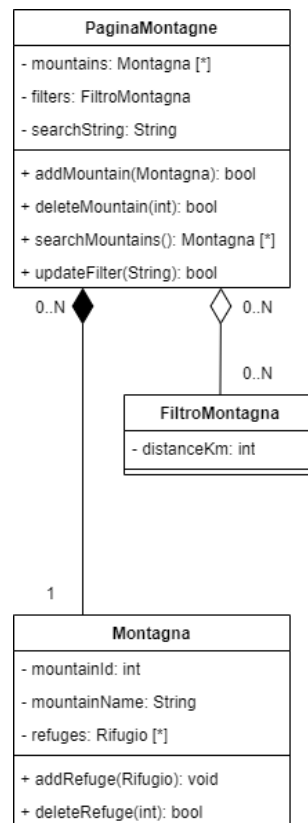 PaginaMontagne
- mountains: Montagna [*]
- filters: FiltroMontagna
- searchString: String
+ addMountain(Montagna): bool
+ deleteMountain(int): bool
+ searchMountains(): Montagna [*]
+ updateFilter(String): bool
0..N 0..N
0..N
FiltroMontagna
- distanceKm: int
1
Montagna
- mountainId: int
- mountainName: String
- refuges: Rifugio [*]
+ addRefuge(Rifugio): void
+ deleteRefuge(int): bool